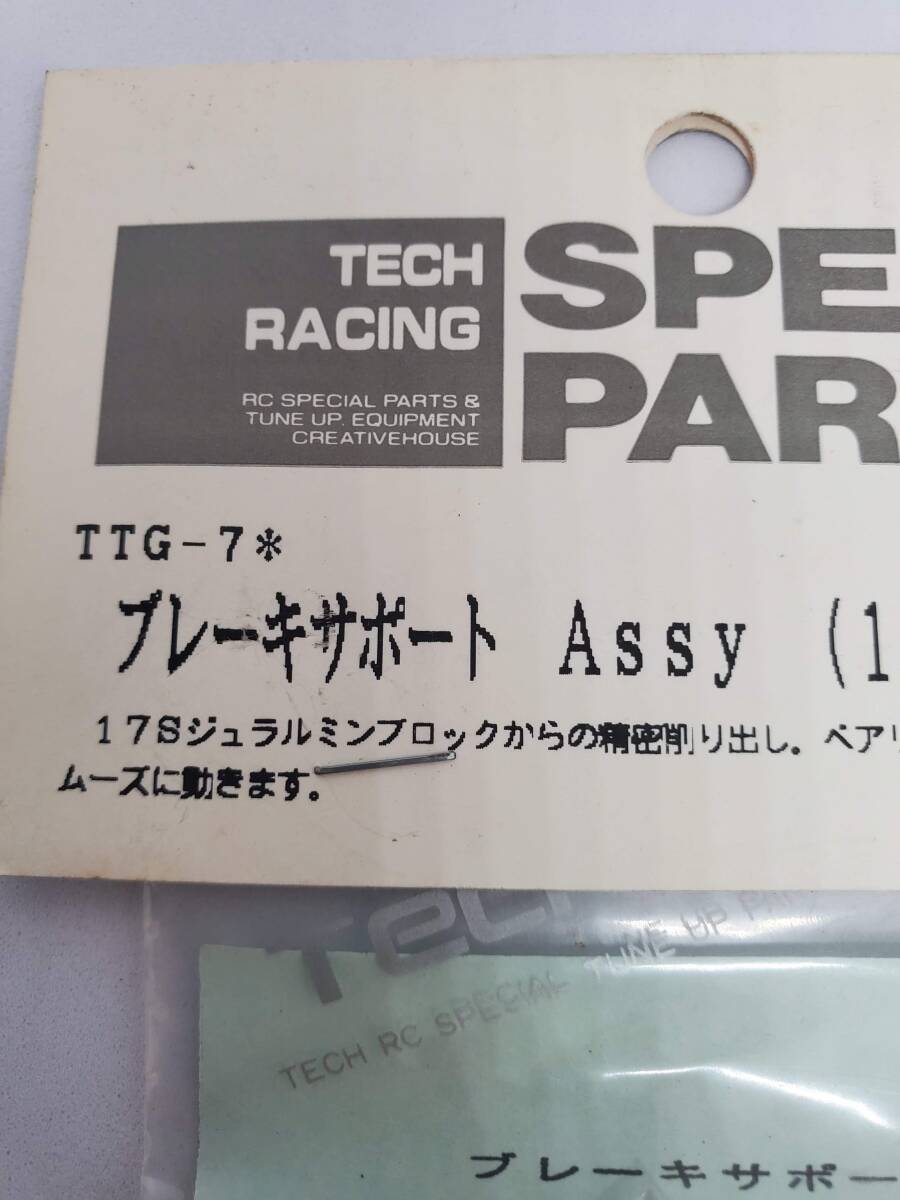 TECH
RACING
RC SPECIAL PARTS &
TUNE UP. EQUIPMENT
CREATIVEHOUSE
SPE
PAR
TTG-7*
ブレーキサポート Assy (1
17Sジュラルミンブロックからの精密削り出し。ベアリ
ムーズに動きます。
TECH
TECH RC SPECIAL TUNE UP PA
ブレーキサポー